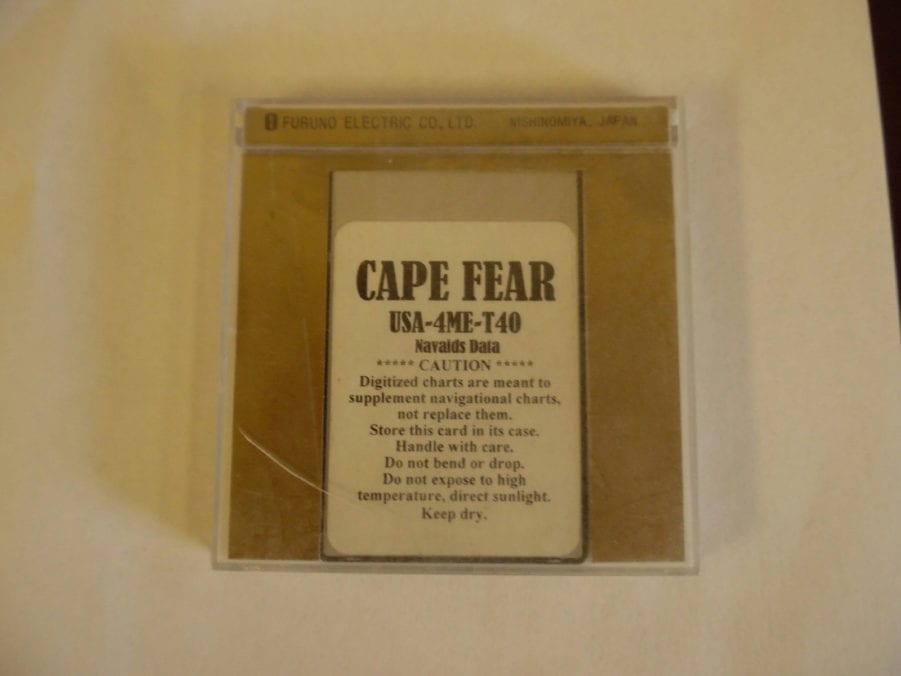 FURUNO ELECTRIC CO., LTD. NISHINOMIYA, JAPAN
CAPE FEAR
USA-4ME-T40
Navaids Data
***** CAUTION *****
Digitized charts are meant to
supplement navigational charts,
not replace them.
Store this card in its case.
Handle with care.
Do not bend or drop.
Do not expose to high
temperature, direct sunlight.
Keep dry.